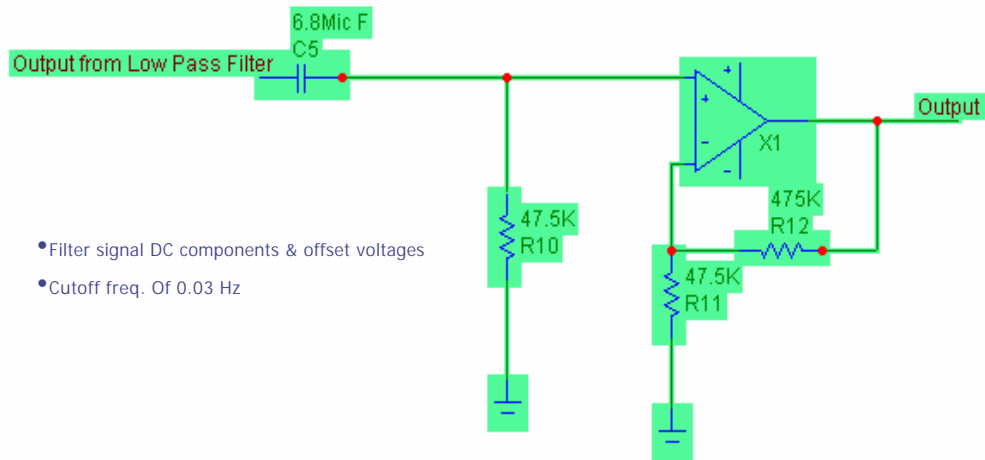 6.8Mic F
C5
Output from Low Pass Filter
+
+
-
-
X1
Output
475K
R12
47.5K
R10
47.5K
R11
•Filter signal DC components & offset voltages
•Cutoff freq. Of 0.03 Hz